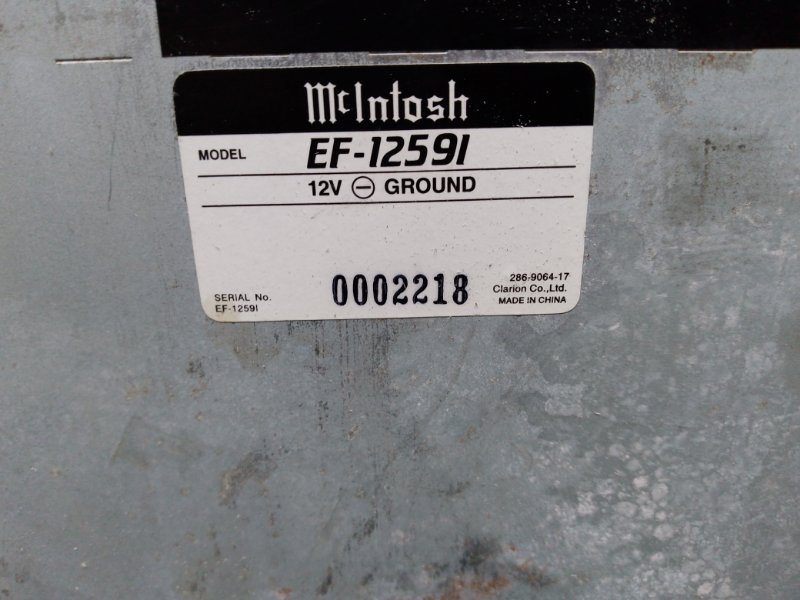 McIntosh
MODEL EF-1259I
12V ⊖ GROUND
286-9064-17
SERIAL No. 0002218 Clarion Co.,Ltd.
EF-1259I MADE IN CHINA